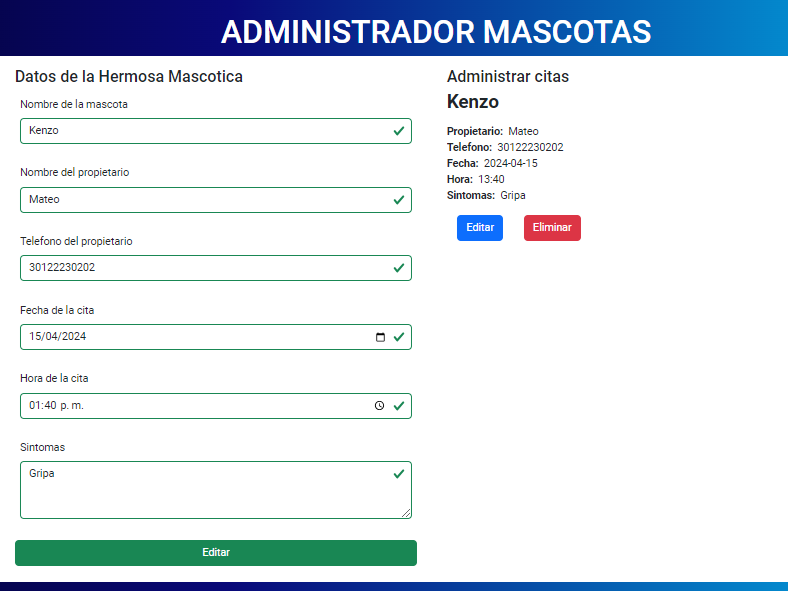 ADMINISTRADOR MASCOTAS
Datos de la Hermosa Mascotica
Nombre de la mascota
Kenzo
Nombre del propietario
Mateo
Telefono del propietario
30122230202
Fecha de la cita
15/04/2024
Hora de la cita
01:40 p. m.
Sintomas
Gripa
Editar
Administrar citas
Kenzo
Propietario: Mateo
Telefono: 30122230202
Fecha: 2024-04-15
Hora: 13:40
Sintomas: Gripa
Editar Eliminar